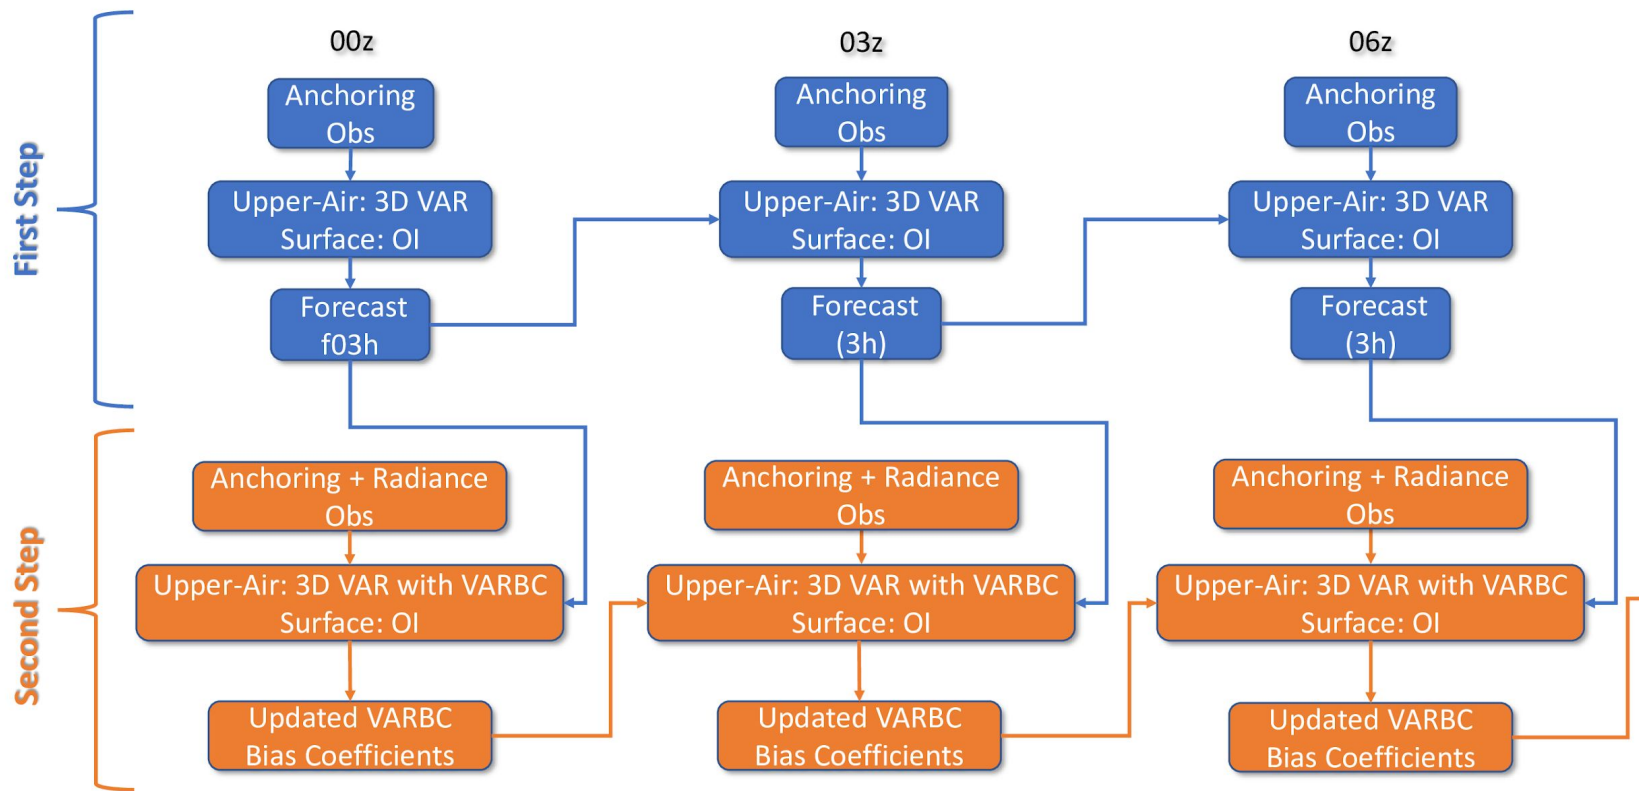 00z
03z
06z
First Step
Anchoring
Obs
Anchoring
Obs
Anchoring
Obs
Upper-Air: 3D VAR
Surface: OI
Upper-Air: 3D VAR
Surface: OI
Upper-Air: 3D VAR
Surface: OI
Forecast
f03h
Forecast
(3h)
Forecast
(3h)
Second Step
Anchoring + Radiance
Obs
Anchoring + Radiance
Obs
Anchoring + Radiance
Obs
Upper-Air: 3D VAR with VARBC
Surface: OI
Upper-Air: 3D VAR with VARBC
Surface: OI
Upper-Air: 3D VAR with VARBC
Surface: OI
Updated VARBC
Bias Coefficients
Updated VARBC
Bias Coefficients
Updated VARBC
Bias Coefficients